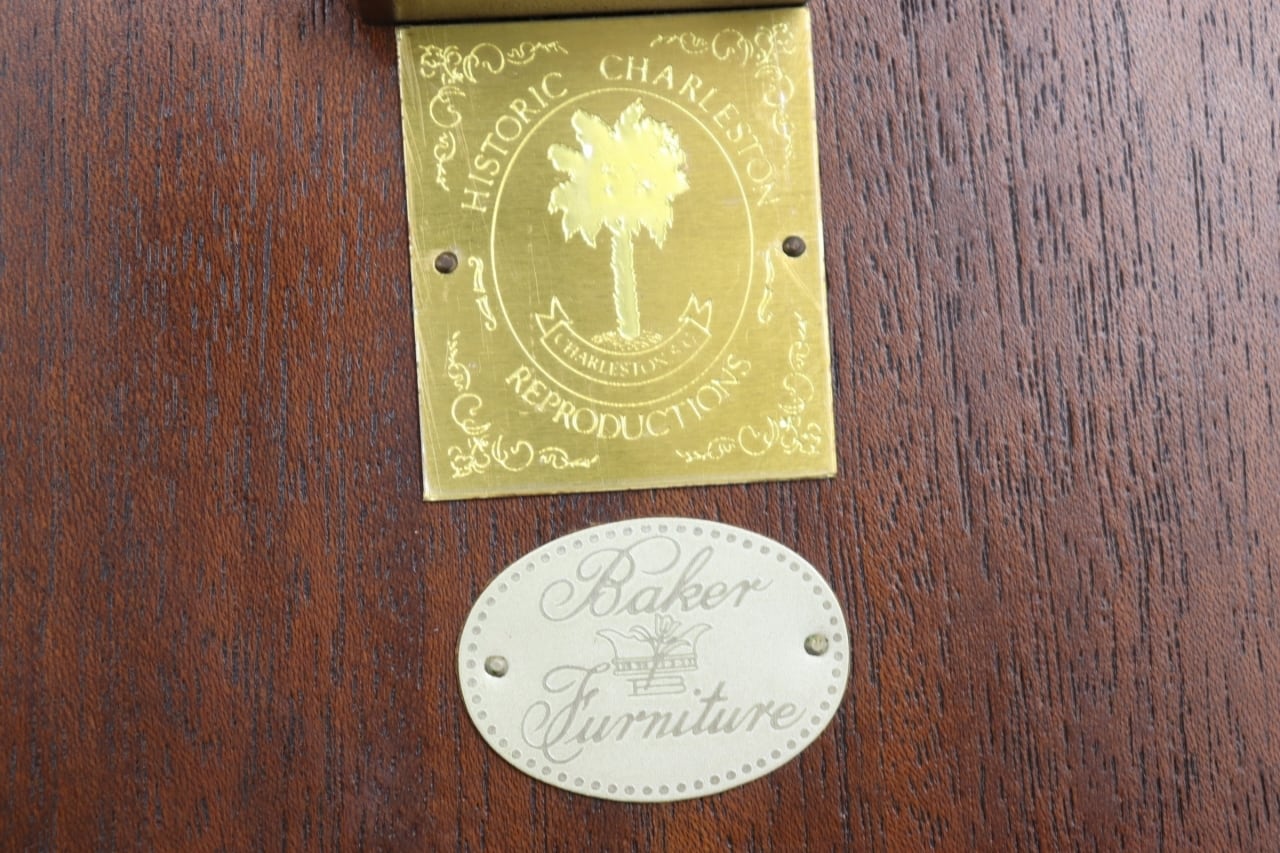 HISTORIC CHARLESTON
CHARLESTON S.C.
REPRODUCTIONS
Baker
Furniture